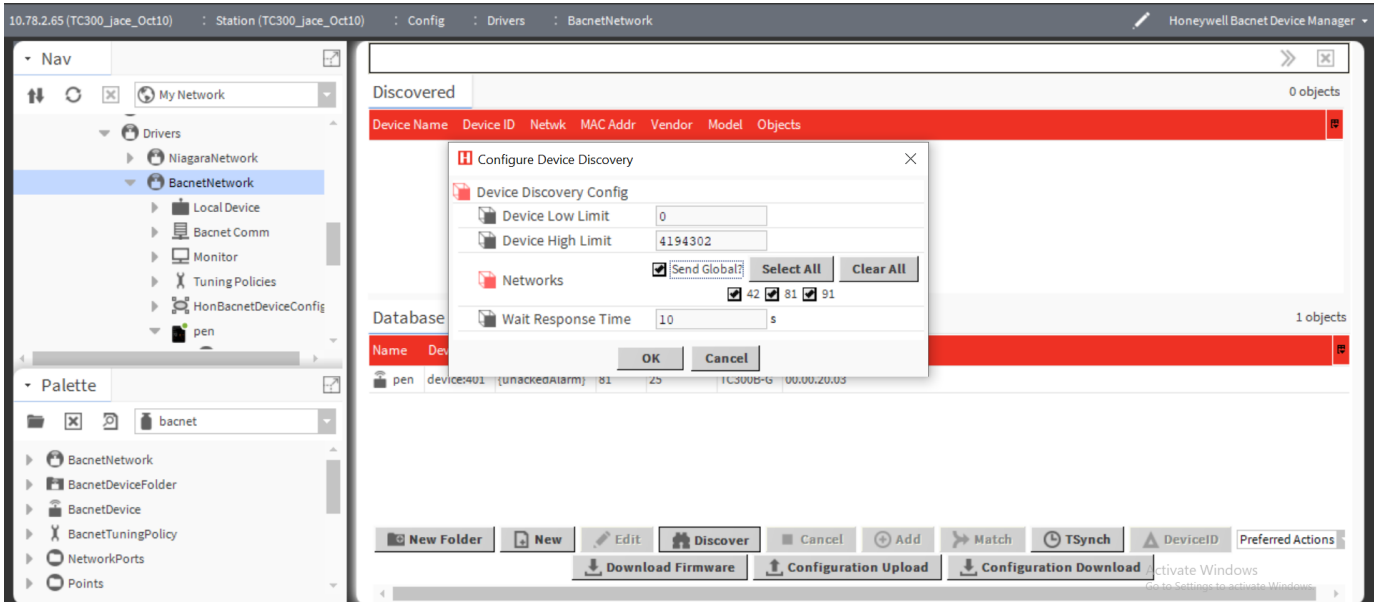 10.78.2.65 (TC300_jace_Oct10) : Station (TC300_jace_Oct10) : Config : Drivers : BacnetNetwork Honeywell Bacnet Device Manager
Nav
My Network
Drivers
NiagaraNetwork
BacnetNetwork
Local Device
Bacnet Comm
Monitor
Tuning Policies
HonBacnetDeviceConfig
pen
Palette
bacnet
BacnetNetwork
BacnetDeviceFolder
BacnetDevice
BacnetTuningPolicy
NetworkPorts
Points
Discovered 0 objects
Device Name Device ID Netwk MAC Addr Vendor Model Objects
Configure Device Discovery
Device Discovery Config
Device Low Limit 0
Device High Limit 4194302
Networks Send Global? Select All Clear All
42 81 91
Wait Response Time 10 s
OK Cancel
Database 1 objects
Name Dev
pen device:401 {unackedAlarm} 81 25 TC300B-G 00.00.20.03
New Folder New Edit Discover Cancel Add Match TSynch DeviceID Preferred Actions
Download Firmware Configuration Upload Configuration Download
Activate Windows
Go to Settings to activate Windows.